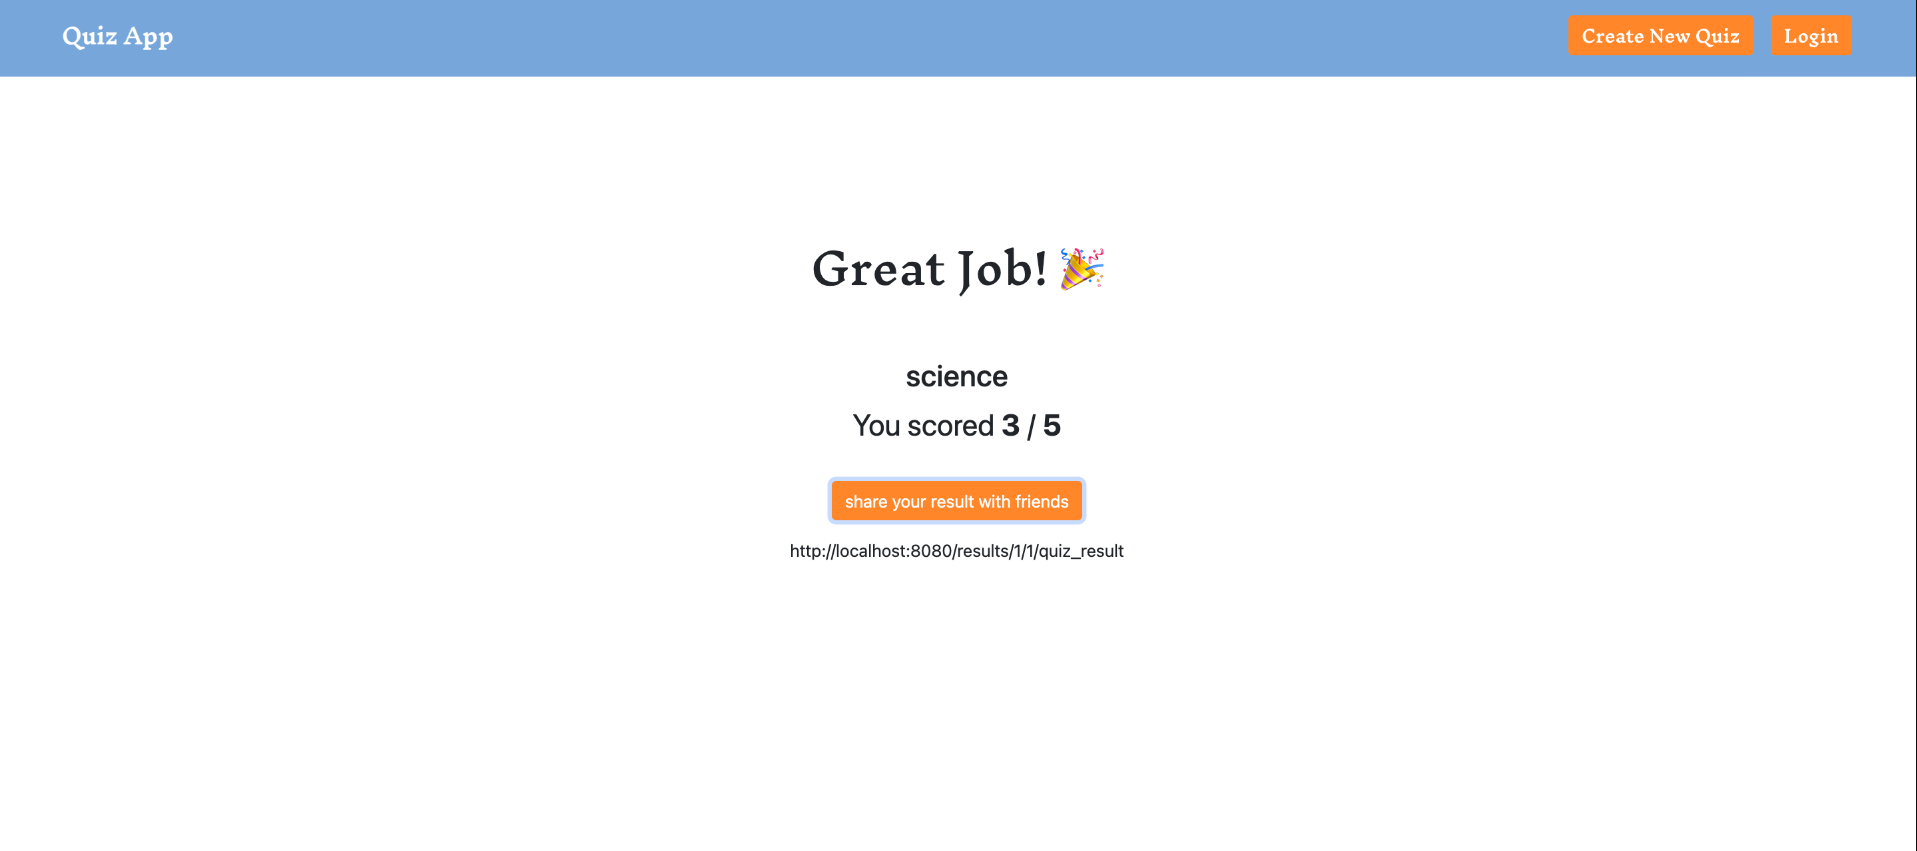 Quiz App
Create New Quiz
Login
Great Job! 🎉
science
You scored 3 / 5
share your result with friends
http://localhost:8080/results/1/1/quiz_result